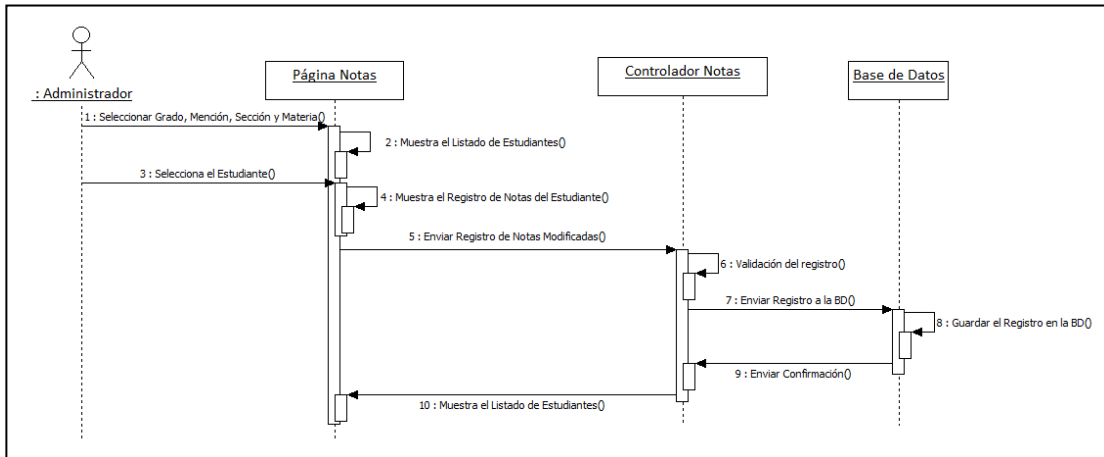 : Administrador
Página Notas
Controlador Notas
Base de Datos
1 : Seleccionar Grado, Mención, Sección y Materia()
2 : Muestra el Listado de Estudiantes()
3 : Selecciona el Estudiante()
4 : Muestra el Registro de Notas del Estudiante()
5 : Enviar Registro de Notas Modificadas()
6 : Validación del registro()
7 : Enviar Registro a la BD()
8 : Guardar el Registro en la BD()
9 : Enviar Confirmación()
10 : Muestra el Listado de Estudiantes()